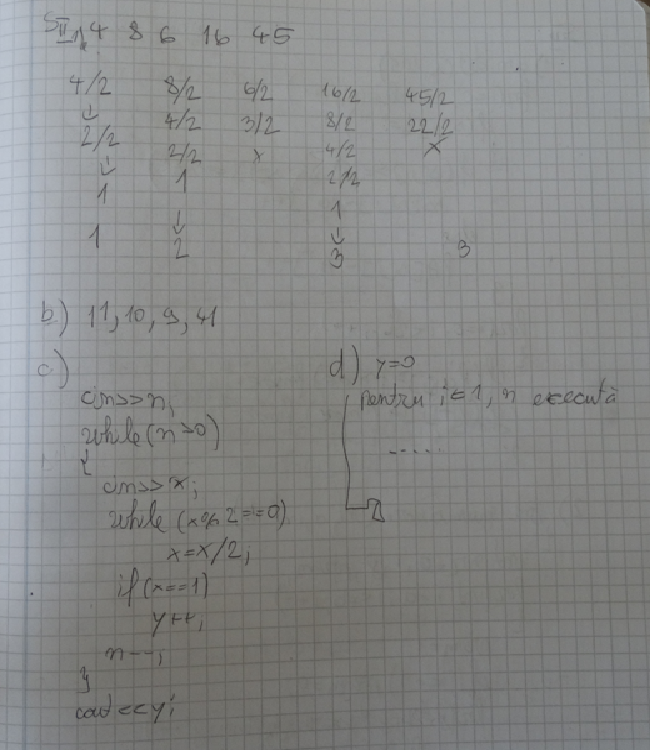 SII 1, 4 8 6 16 45
4/2 8/2 6/2 16/2 45/2
↓ 4/2 3/2 8/2 22/2
2/2 2/2 x 4/2 x
↓ 1 2/2
1 1
1 ↓ ↓
2 3 3
b) 11, 10, 9, 41
c)
cin>>n;
while(n>0)
{
cin>>x;
while (x%2==0)
x=x/2;
if(x==1)
y++;
n--;
}
cout<<y;
d) y=0
pentru i=1, n execută
.....